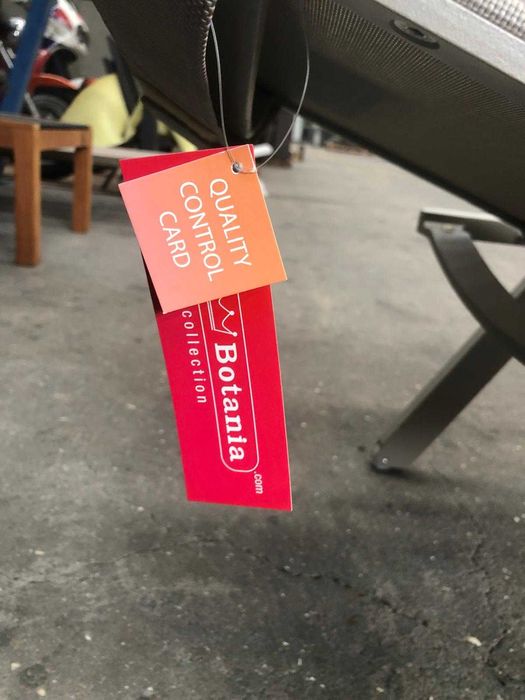 QUALITY
CONTROL
CARD
Botania
.com
collection